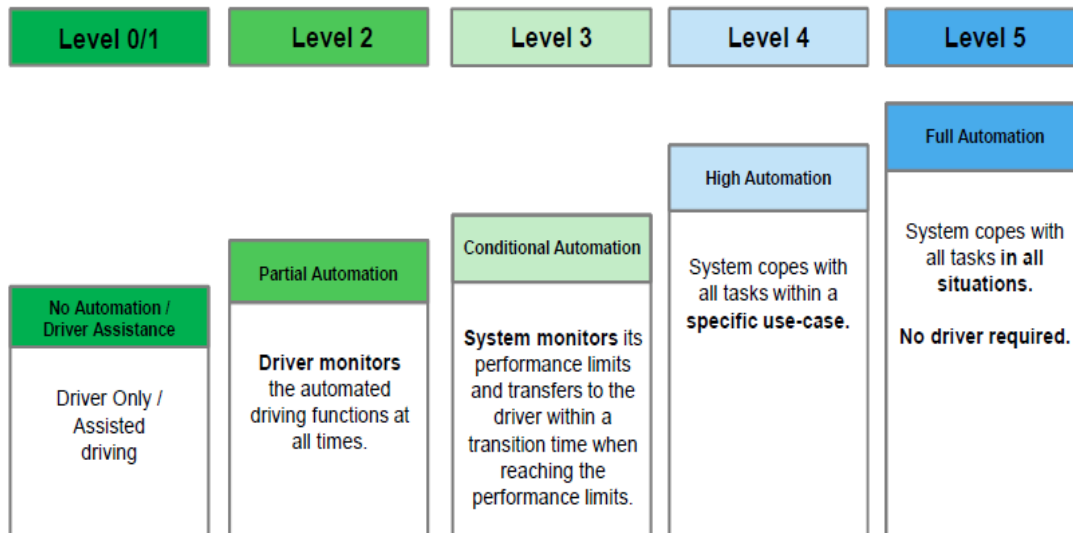 Level 0/1
Level 2
Level 3
Level 4
Level 5
No Automation /
Driver Assistance
Driver Only /
Assisted
driving
Partial Automation
Driver monitors
the automated
driving functions at
all times.
Conditional Automation
System monitors its
performance limits
and transfers to the
driver within a
transition time when
reaching the
performance limits.
High Automation
System copes with
all tasks within a
specific use-case.
Full Automation
System copes with
all tasks in all
situations.
No driver required.